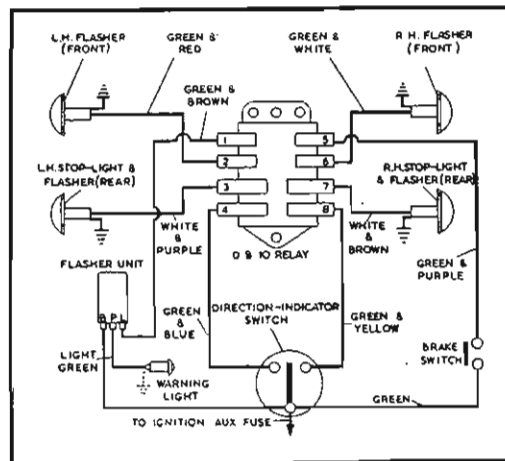 L.H. FLASHER
(FRONT)
GREEN &
RED
GREEN &
WHITE
R.H. FLASHER
(FRONT)
GREEN &
BROWN
1
2
3
4
5
6
7
8
L.H. STOP-LIGHT &
FLASHER (REAR)
R.H. STOP-LIGHT
& FLASHER (REAR)
WHITE
&
PURPLE
WHITE
&
BROWN
D B 10 RELAY
GREEN
&
PURPLE
FLASHER UNIT
B P L
GREEN
&
BLUE
DIRECTION-INDICATOR
SWITCH
GREEN
&
YELLOW
LIGHT
GREEN
WARNING
LIGHT
BRAKE
SWITCH
GREEN
TO IGNITION AUX FUSE